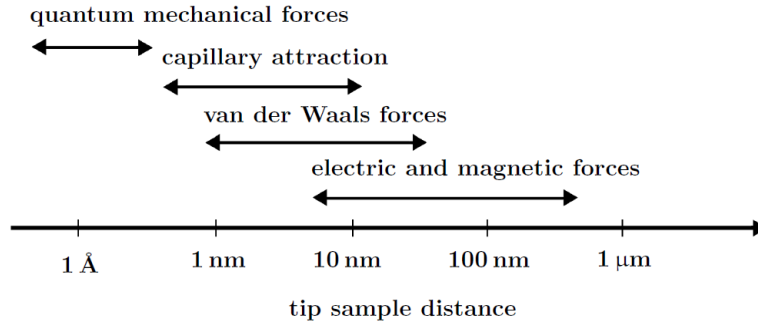 quantum mechanical forces
capillary attraction
van der Waals forces
electric and magnetic forces
1 Å 1 nm 10 nm 100 nm 1 μm
tip sample distance